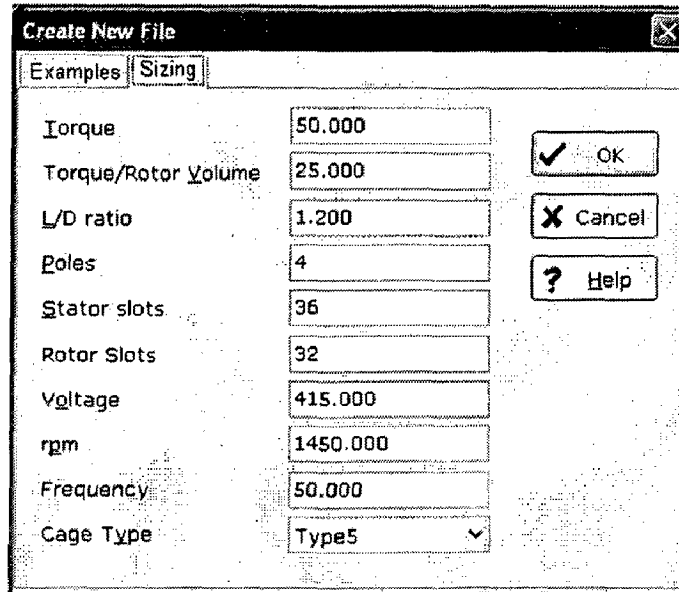 Create New File
Examples Sizing
Torque 50.000
Torque/Rotor Volume 25.000
L/D ratio 1.200
Poles 4
Stator slots 36
Rotor Slots 32
Voltage 415.000
rpm 1450.000
Frequency 50.000
Cage Type Type5
OK
Cancel
Help